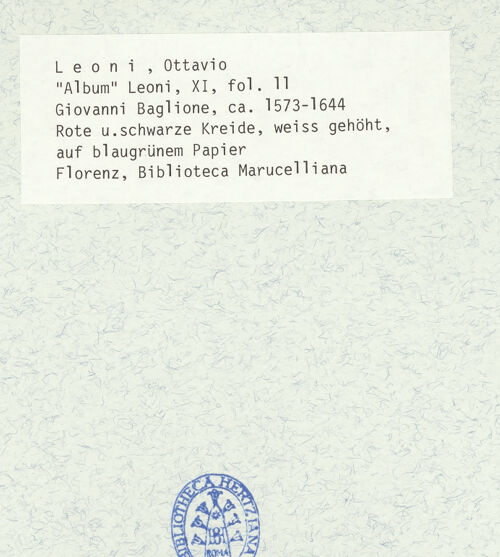 L e o n i , Ottavio
"Album" Leoni, XI, fol. 11
Giovanni Baglione, ca. 1573-1644
Rote u.schwarze Kreide, weiss gehöht,
auf blaugrünem Papier
Florenz, Biblioteca Marucelliana
BIBLIOTHECA HERTZIANA
ROMA